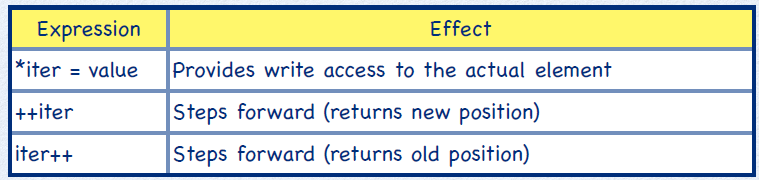 Expression Effect
*iter = value Provides write access to the actual element
++iter Steps forward (returns new position)
iter++ Steps forward (returns old position)